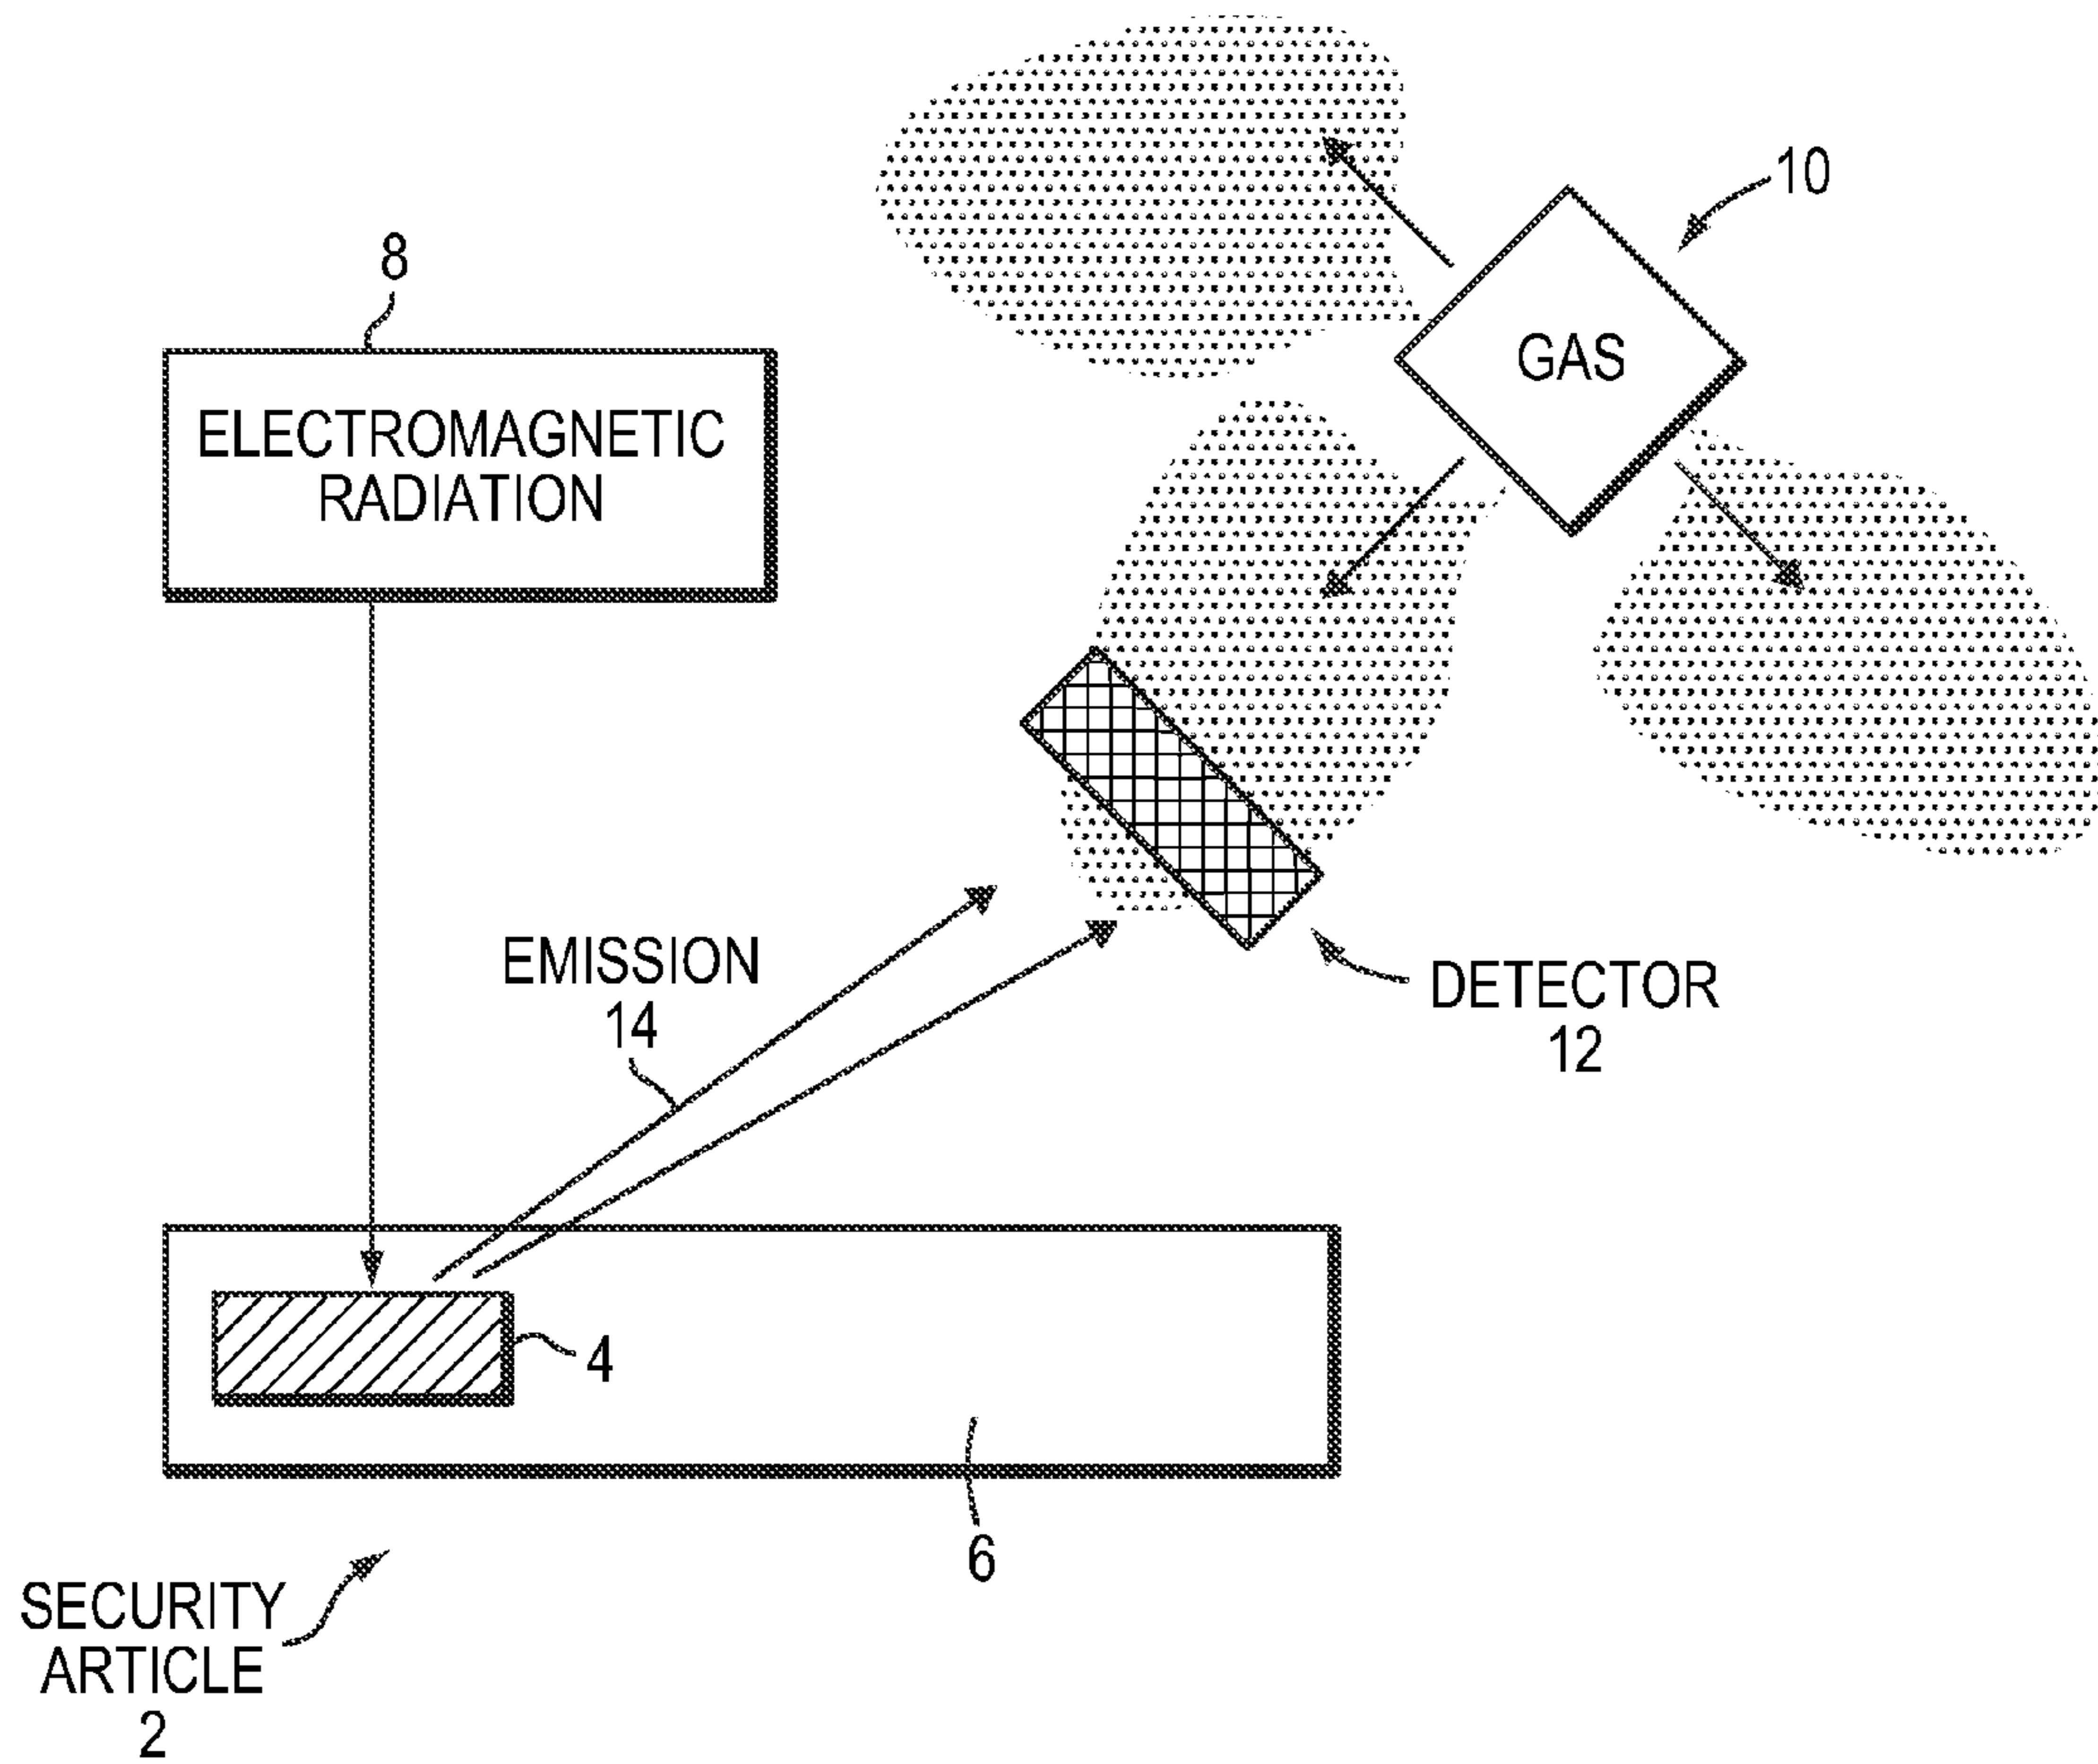 10
8
GAS
ELECTROMAGNETIC
RADIATION
EMISSION
14
DETECTOR
12
4
6
SECURITY
ARTICLE
2